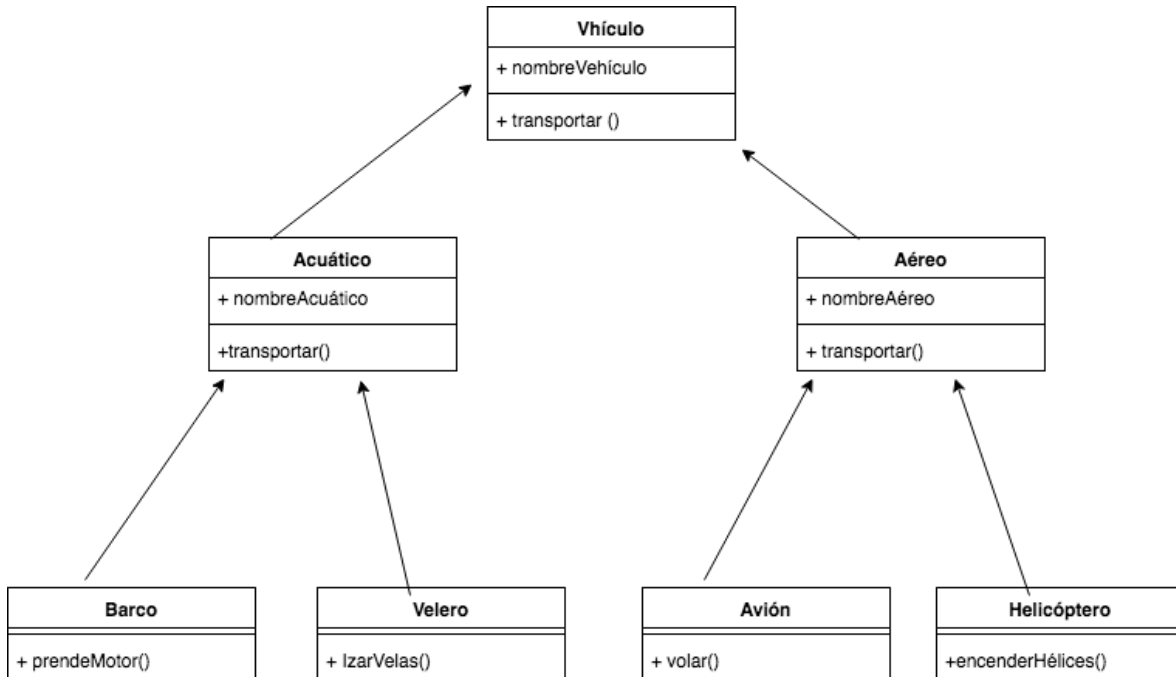 Vhículo
+ nombreVehículo
+ transportar ()
Acuático
+ nombreAcuático
+transportar()
Aéreo
+ nombreAéreo
+ transportar()
Barco
+ prendeMotor()
Velero
+ IzarVelas()
Avión
+ volar()
Helicóptero
+encenderHélices()